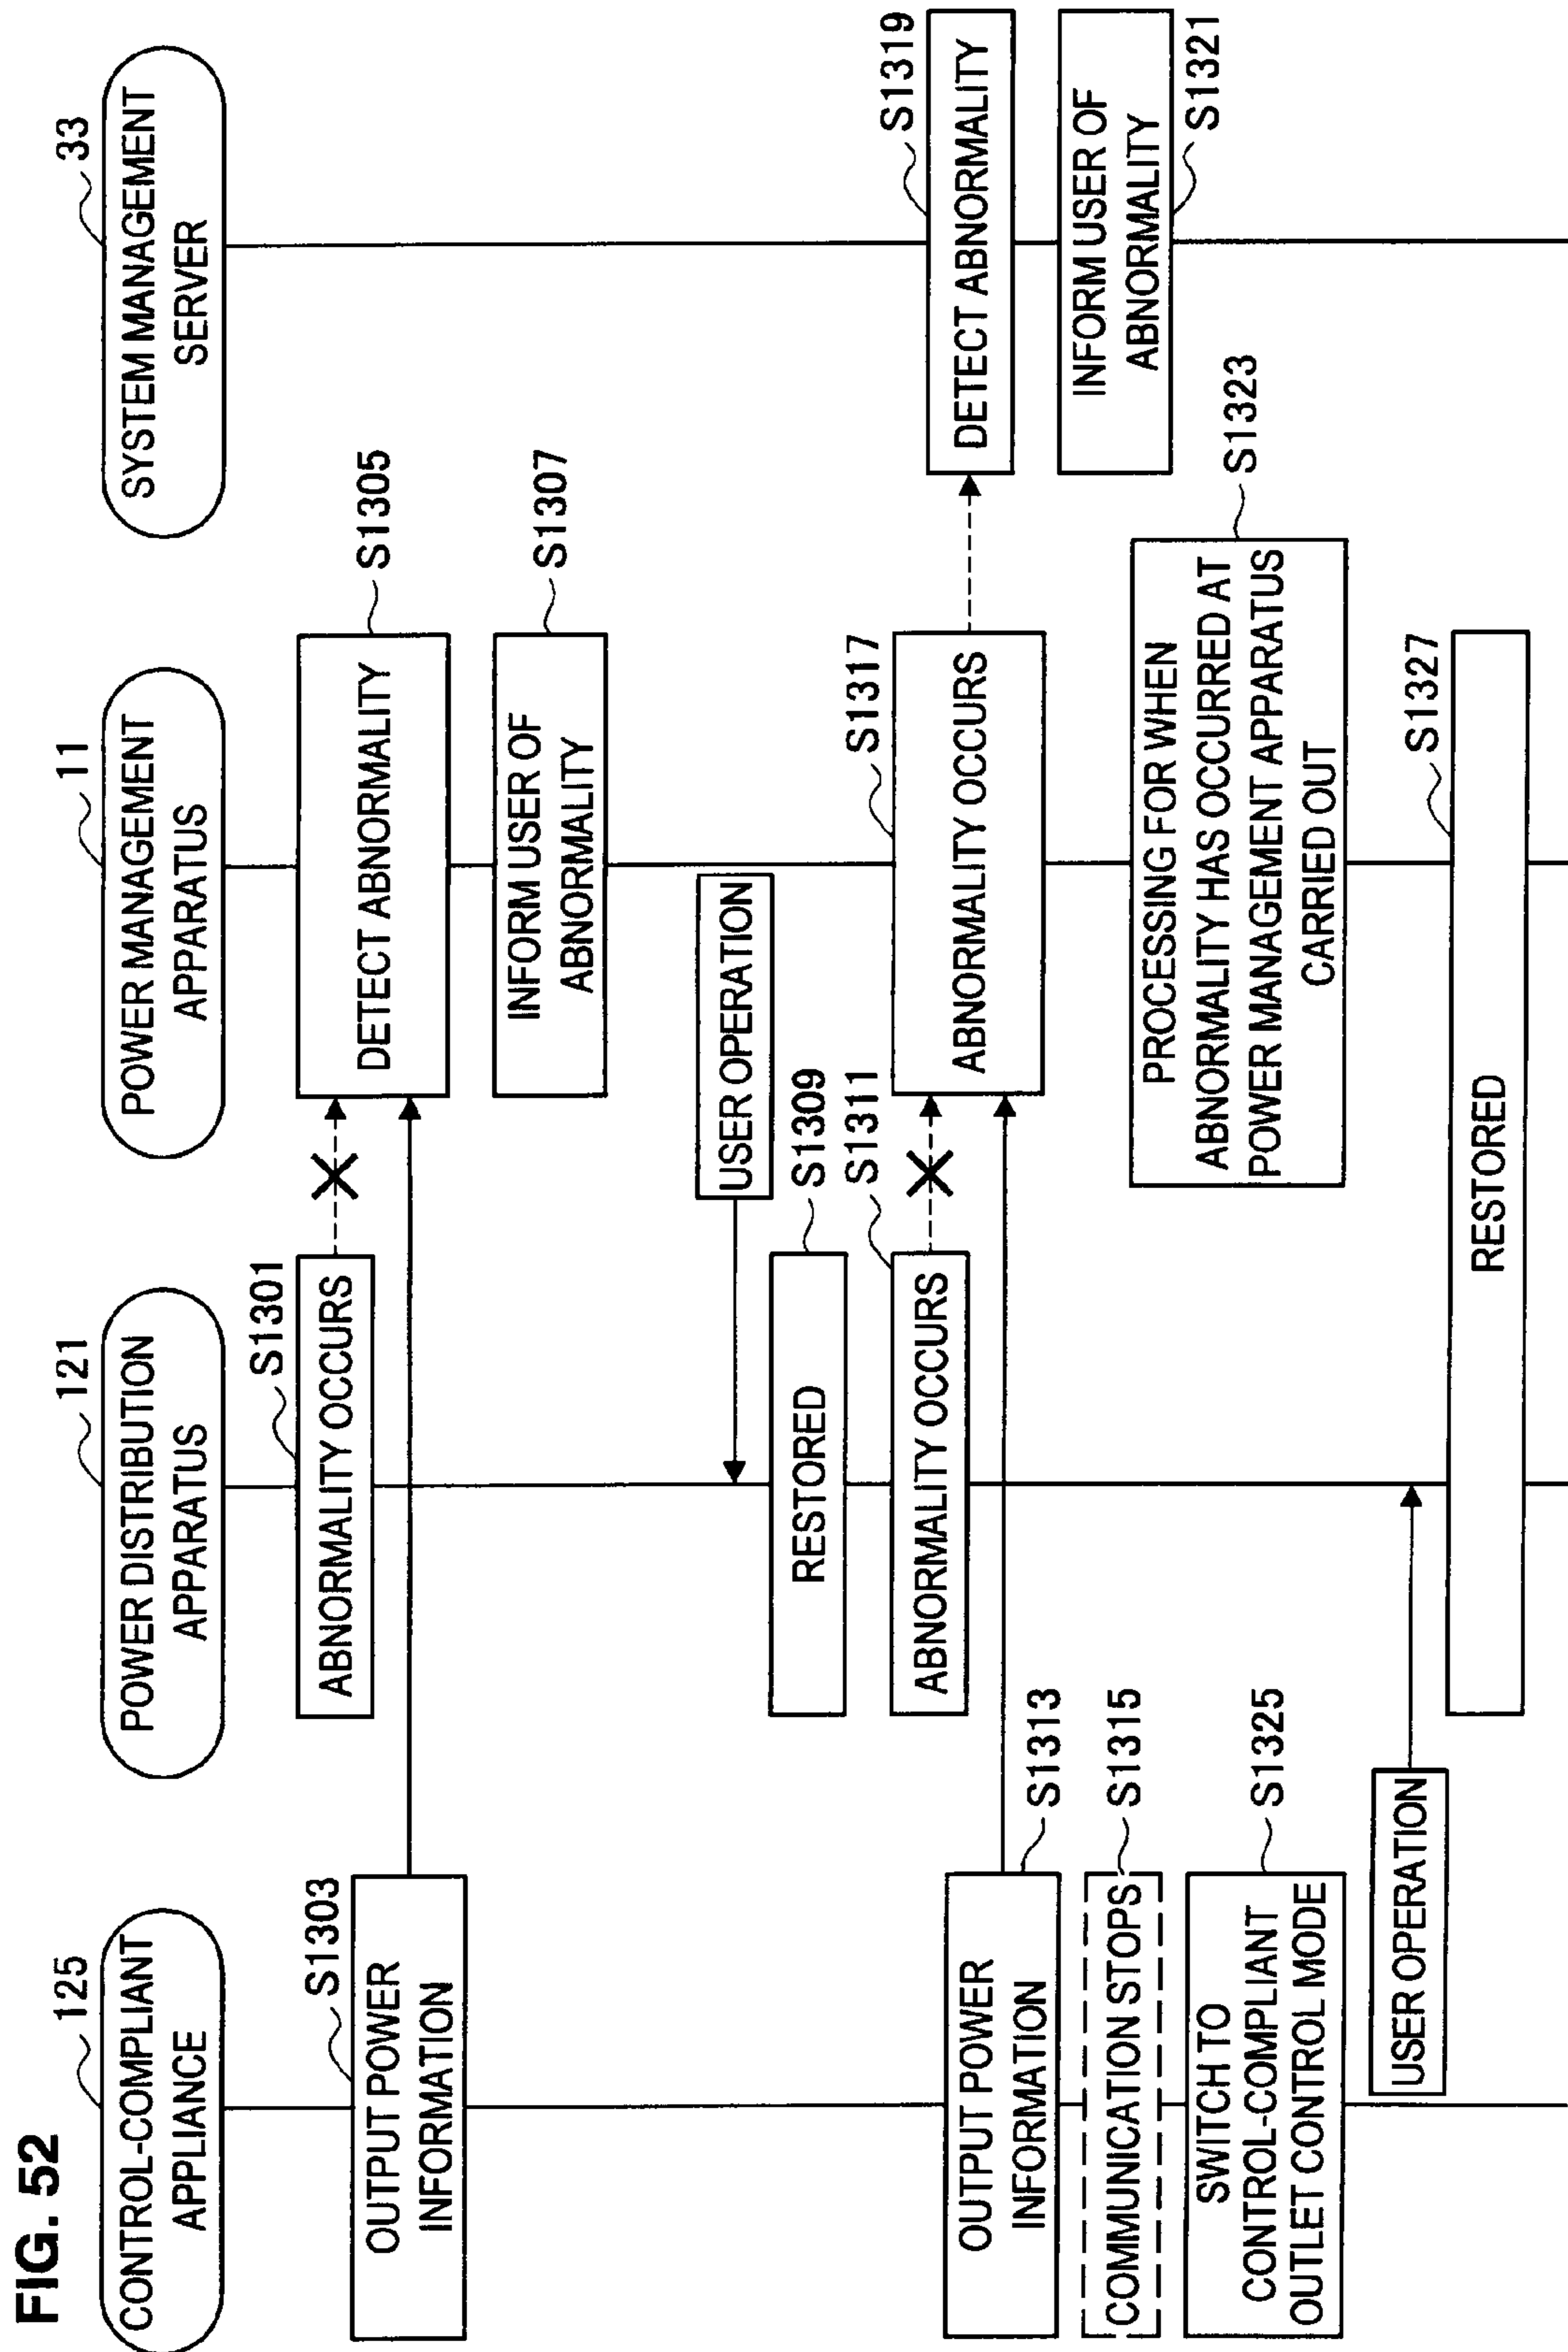 FIG. 52
125
CONTROL-COMPLIANT
APPLIANCE
121
POWER DISTRIBUTION
APPARATUS
11
POWER MANAGEMENT
APPARATUS
33
SYSTEM MANAGEMENT
SERVER
S1301
ABNORMALITY OCCURS
S1303
OUTPUT POWER
INFORMATION
S1305
DETECT ABNORMALITY
S1307
INFORM USER OF
ABNORMALITY
USER OPERATION
S1309
RESTORED
S1311
ABNORMALITY OCCURS
S1313
OUTPUT POWER
INFORMATION
S1315
COMMUNICATION STOPS
S1317
ABNORMALITY OCCURS
S1319
DETECT ABNORMALITY
S1321
INFORM USER OF
ABNORMALITY
S1323
PROCESSING FOR WHEN
ABNORMALITY HAS OCCURRED AT
POWER MANAGEMENT APPARATUS
CARRIED OUT
S1325
SWITCH TO
CONTROL-COMPLIANT
OUTLET CONTROL MODE
USER OPERATION
S1327
RESTORED